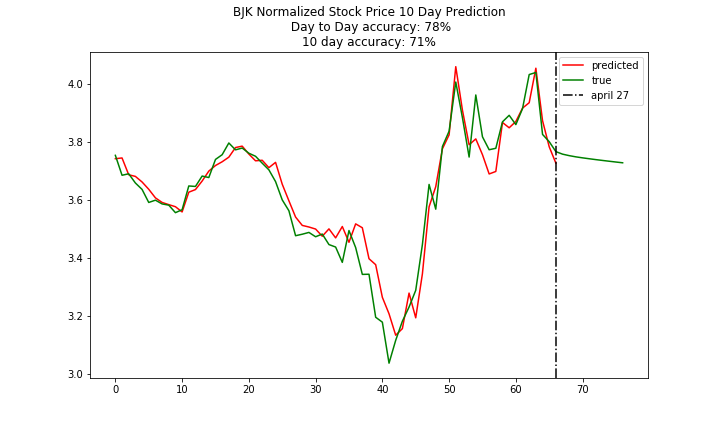 BJK Normalized Stock Price 10 Day Prediction
Day to Day accuracy: 78%
10 day accuracy: 71%
predicted
true
april 27
4.0
3.8
3.6
3.4
3.2
3.0
0 10 20 30 40 50 60 70